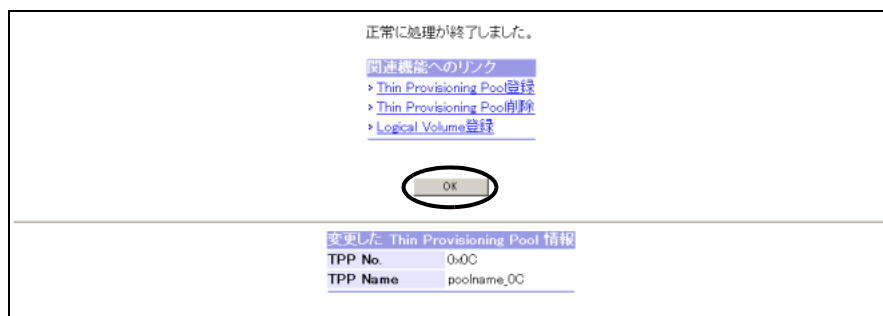 正常に処理が終了しました。
関連機能へのリンク
Thin Provisioning Pool登録
Thin Provisioning Pool削除
Logical Volume登録
OK
変更した Thin Provisioning Pool 情報
TPP No. 0x0C
TPP Name poolname_0C